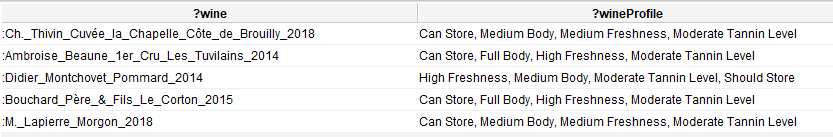 ?wine ?wineProfile
:Ch._Thivin_Cuvée_la_Chapelle_Côte_de_Brouilly_2018 Can Store, Medium Body, Medium Freshness, Moderate Tannin Level
:Ambroise_Beaune_1er_Cru_Les_Tuvilains_2014 Can Store, Full Body, High Freshness, Moderate Tannin Level
:Didier_Montchovet_Pommard_2014 High Freshness, Medium Body, Moderate Tannin Level, Should Store
:Bouchard_Père_&_Fils_Le_Corton_2015 Can Store, Full Body, High Freshness, Moderate Tannin Level
:M._Lapierre_Morgon_2018 Can Store, Medium Body, Medium Freshness, Moderate Tannin Level